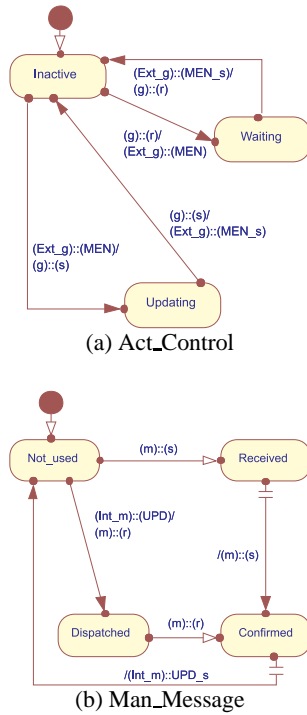 Inactive
(Ext_g)::(MEN_s)/
(g)::(r)
(g)::(r)/
(Ext_g)::(MEN)
Waiting
(g)::(s)/
(Ext_g)::(MEN_s)
(Ext_g)::(MEN)/
(g)::(s)
Updating
(a) Act_Control
Not_used
(m)::(s)
Received
(Int_m)::(UPD)/
(m)::(r)
/(m)::(s)
Dispatched
(m)::(r)
Confirmed
/(Int_m)::UPD_s
(b) Man_Message